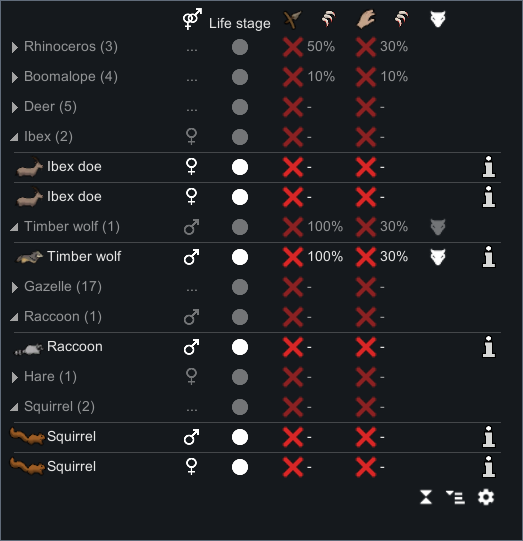 Life stage
Rhinoceros (3) ... 50% 30%
Boomalope (4) ... 10% 10%
Deer (5) ... - -
Ibex (2) - -
Ibex doe - -
Ibex doe - -
Timber wolf (1) 100% 30%
Timber wolf 100% 30%
Gazelle (17) ... - -
Raccoon (1) - -
Raccoon - -
Hare (1) - -
Squirrel (2) ... - -
Squirrel - -
Squirrel - -